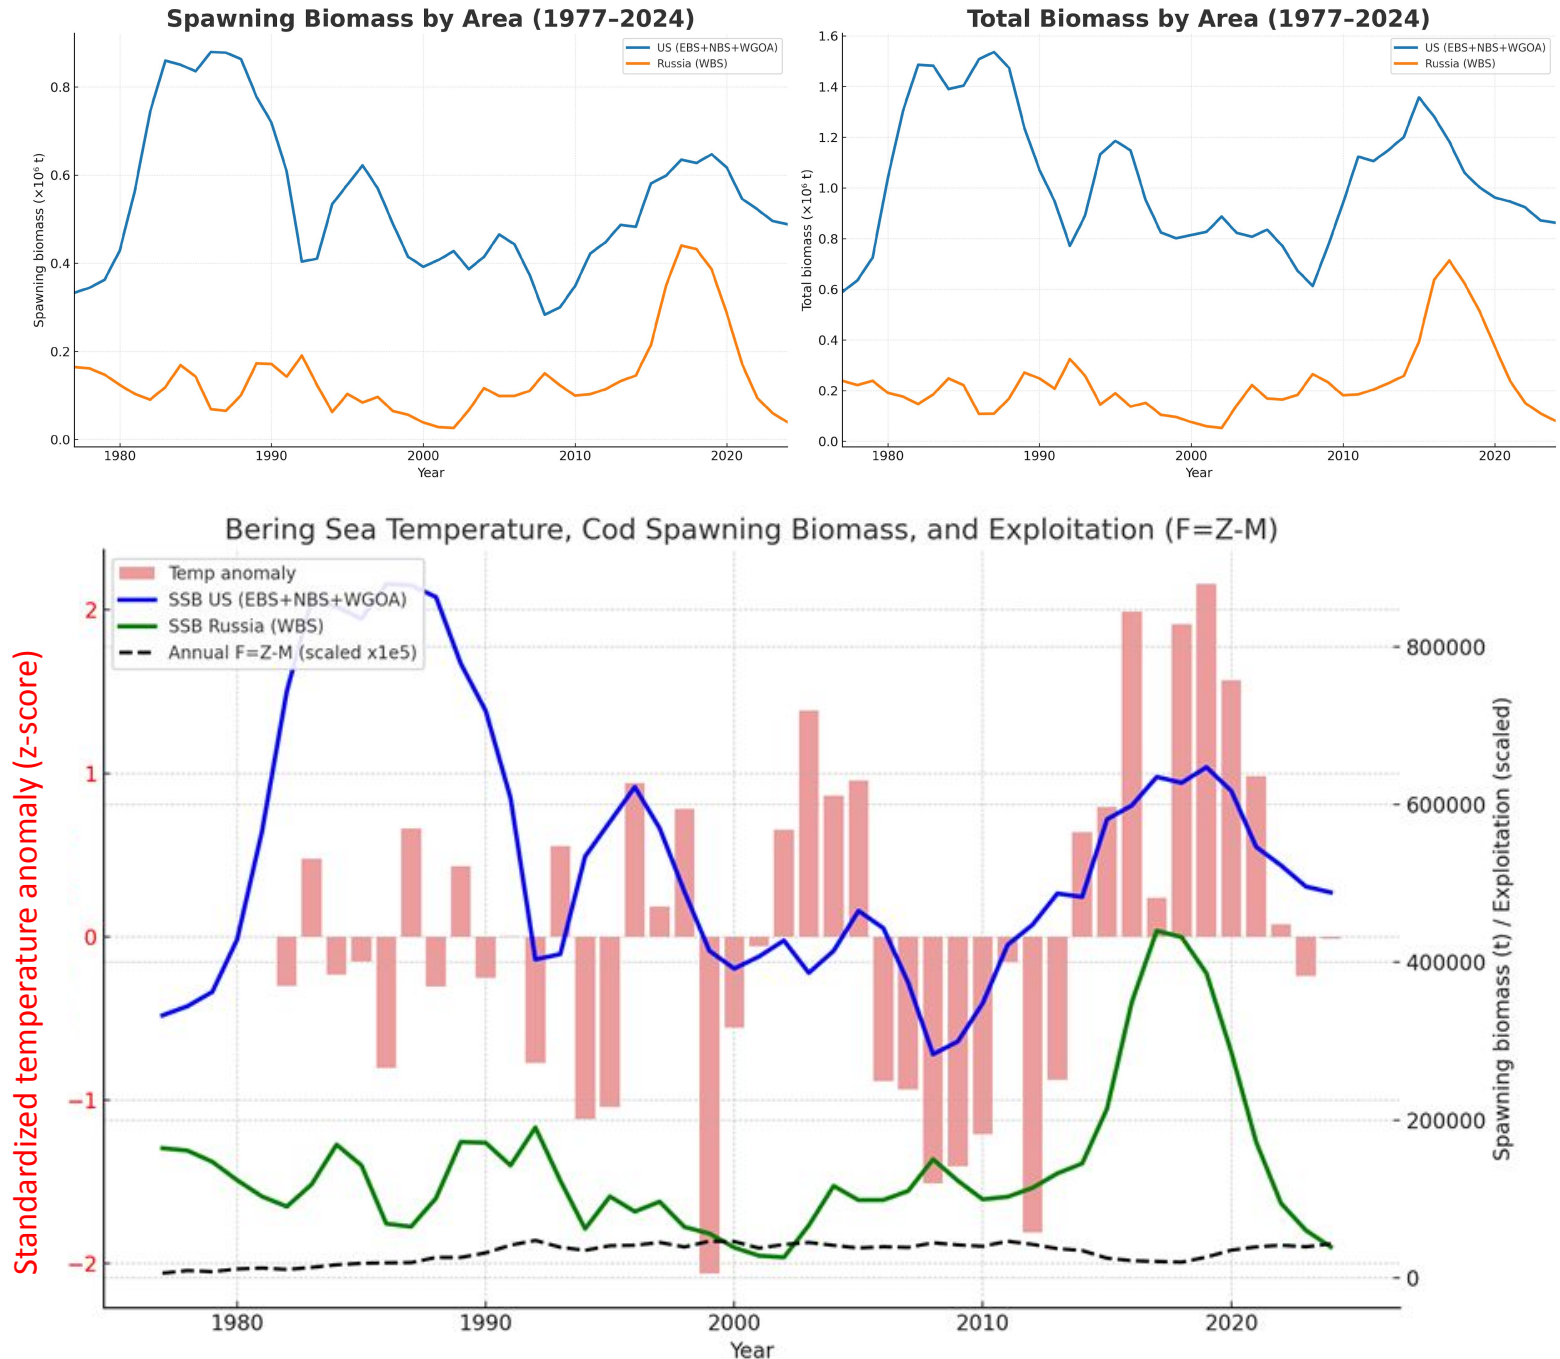 Spawning Biomass by Area (1977–2024)
US (EBS+NBS+WGOA)
Russia (WBS)
Spawning biomass (×10⁶ t)
0.8
0.6
0.4
0.2
0.0
1980 1990 2000 2010 2020
Year
Total Biomass by Area (1977–2024)
US (EBS+NBS+WGOA)
Russia (WBS)
Total biomass (×10⁶ t)
1.6
1.4
1.2
1.0
0.8
0.6
0.4
0.2
0.0
1980 1990 2000 2010 2020
Year
Bering Sea Temperature, Cod Spawning Biomass, and Exploitation (F=Z-M)
Temp anomaly
SSB US (EBS+NBS+WGOA)
SSB Russia (WBS)
Annual F=Z-M (scaled x1e5)
Standardized temperature anomaly (z-score)
2
1
0
−1
−2
800000
600000
400000
200000
0
Spawning biomass (t) / Exploitation (scaled)
1980 1990 2000 2010 2020
Year